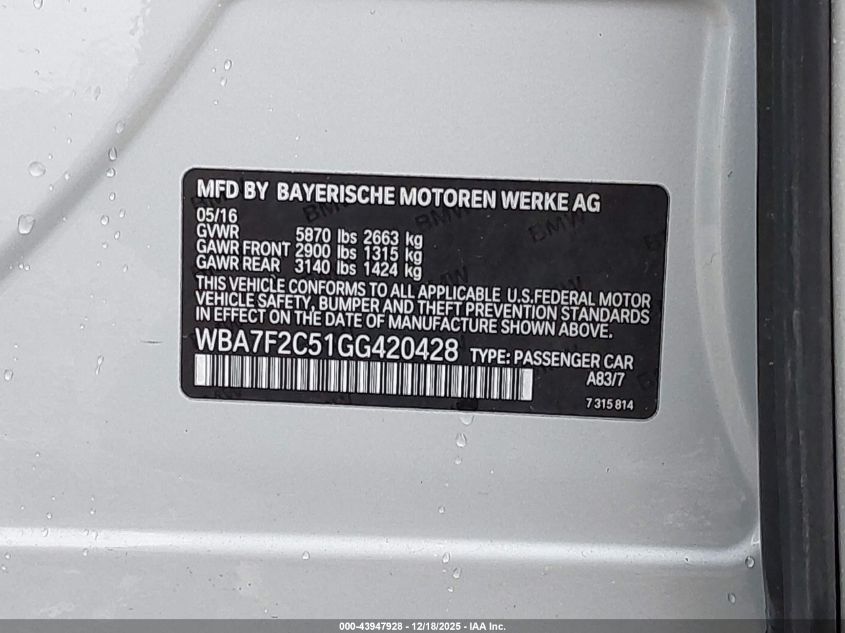 MFD BY BAYERISCHE MOTOREN WERKE AG
05/16
GVWR 5870 lbs 2663 kg
GAWR FRONT 2900 lbs 1315 kg
GAWR REAR 3140 lbs 1424 kg
THIS VEHICLE CONFORMS TO ALL APPLICABLE U.S.FEDERAL MOTOR
VEHICLE SAFETY, BUMPER AND THEFT PREVENTION STANDARDS
IN EFFECT ON THE DATE OF MANUFACTURE SHOWN ABOVE.
WBA7F2C51GG420428 TYPE: PASSENGER CAR
A83/7
7 315 814
000-43947928 - 12/18/2025 - IAA Inc.